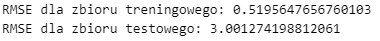 RMSE dla zbioru treningowego: 0.5195647656760103
RMSE dla zbioru testowego: 3.001274198812061